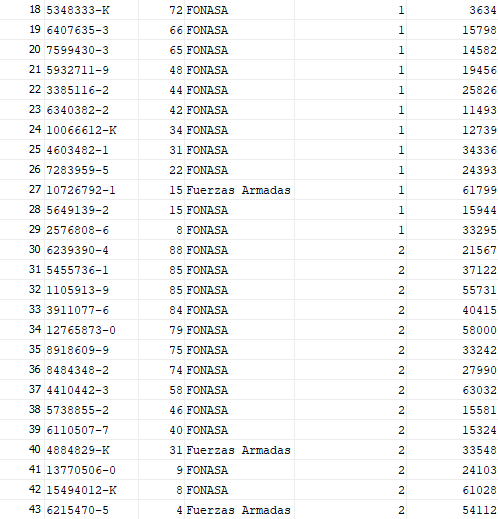 18 5348333-K 72 FONASA 1 3634
19 6407635-3 66 FONASA 1 15798
20 7599430-3 65 FONASA 1 14582
21 5932711-9 48 FONASA 1 19456
22 3385116-2 44 FONASA 1 25826
23 6340382-2 42 FONASA 1 11493
24 10066612-K 34 FONASA 1 12739
25 4603482-1 31 FONASA 1 34336
26 7283959-5 22 FONASA 1 24393
27 10726792-1 15 Fuerzas Armadas 1 61799
28 5649139-2 15 FONASA 1 15944
29 2576808-6 8 FONASA 1 33295
30 6239390-4 88 FONASA 2 21567
31 5455736-1 85 FONASA 2 37122
32 1105913-9 85 FONASA 2 55731
33 3911077-6 84 FONASA 2 40415
34 12765873-0 79 FONASA 2 58000
35 8918609-9 75 FONASA 2 33242
36 8484348-2 74 FONASA 2 27990
37 4410442-3 58 FONASA 2 63032
38 5738855-2 46 FONASA 2 15581
39 6110507-7 40 FONASA 2 15324
40 4884829-K 31 Fuerzas Armadas 2 33548
41 13770506-0 9 FONASA 2 24103
42 15494012-K 8 FONASA 2 61028
43 6215470-5 4 Fuerzas Armadas 2 54112